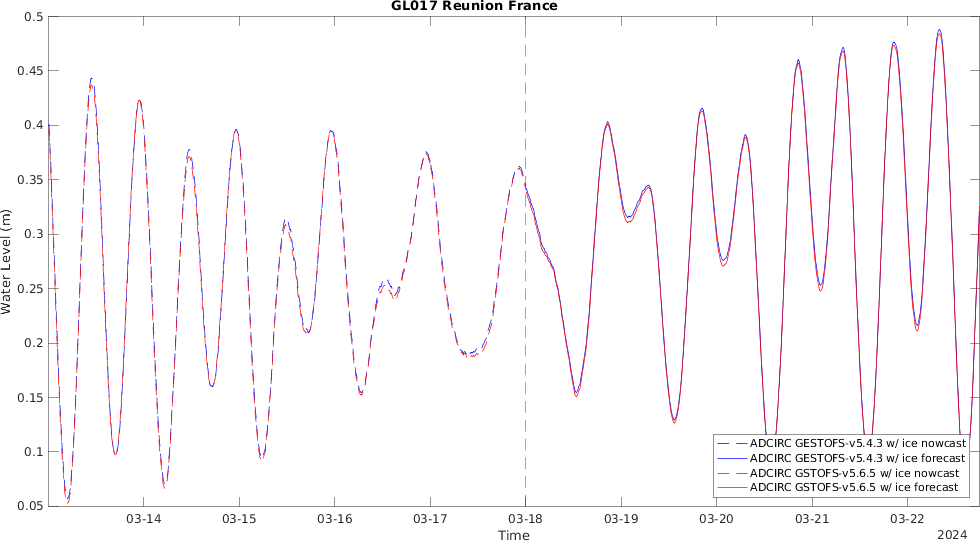 GL017 Reunion France
0.5
0.45
0.4
0.35
0.3
0.25
0.2
0.15
0.1
0.05
Water Level (m)
ADCIRC GESTOFS-v5.4.3 w/ ice nowcast
ADCIRC GESTOFS-v5.4.3 w/ ice forecast
ADCIRC GSTOFS-v5.6.5 w/ ice nowcast
ADCIRC GSTOFS-v5.6.5 w/ ice forecast
03-14 03-15 03-16 03-17 03-18 03-19 03-20 03-21 03-22
Time
2024